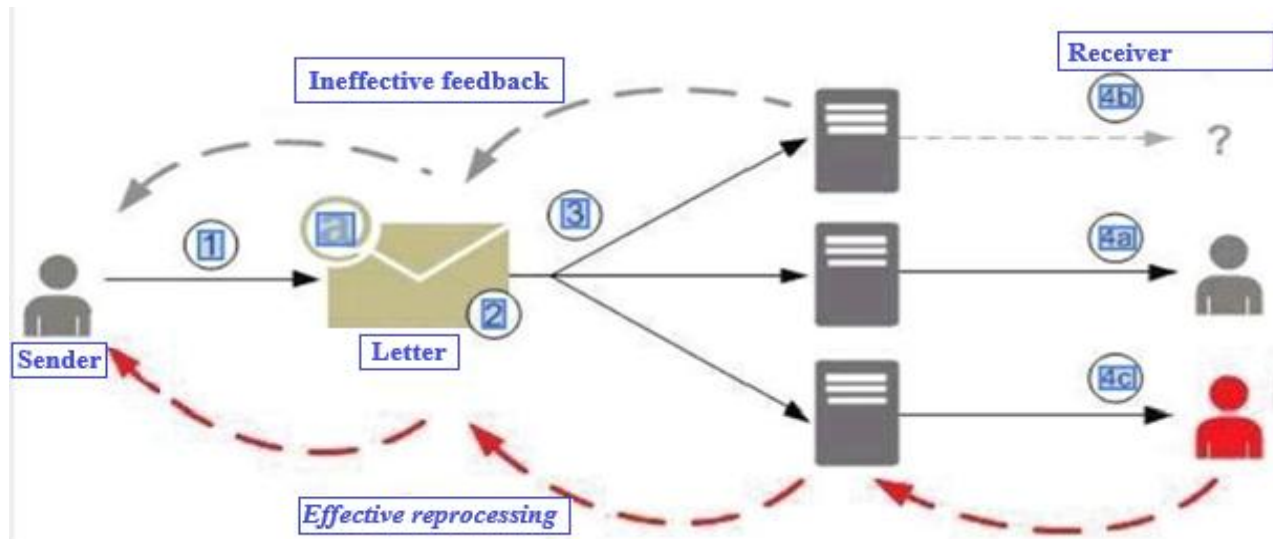 Receiver
Ineffective feedback
4b
?
a
3
1
4a
2
Sender
Letter
4c
Effective reprocessing